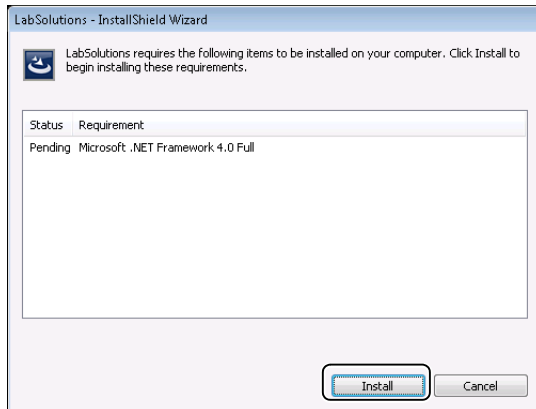 LabSolutions - InstallShield Wizard
LabSolutions requires the following items to be installed on your computer. Click Install to
begin installing these requirements.
Status Requirement
Pending Microsoft .NET Framework 4.0 Full
Install Cancel